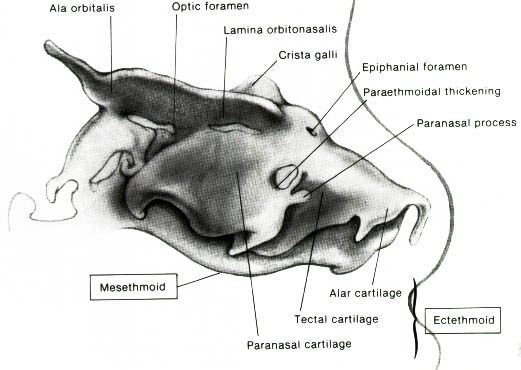 Ala orbitalis
Optic foramen
Lamina orbitonasalis
Crista galli
Epiphanial foramen
Paraethmoidal thickening
Paranasal process
Mesethmoid
Alar cartilage
Tectal cartilage
Ectethmoid
Paranasal cartilage